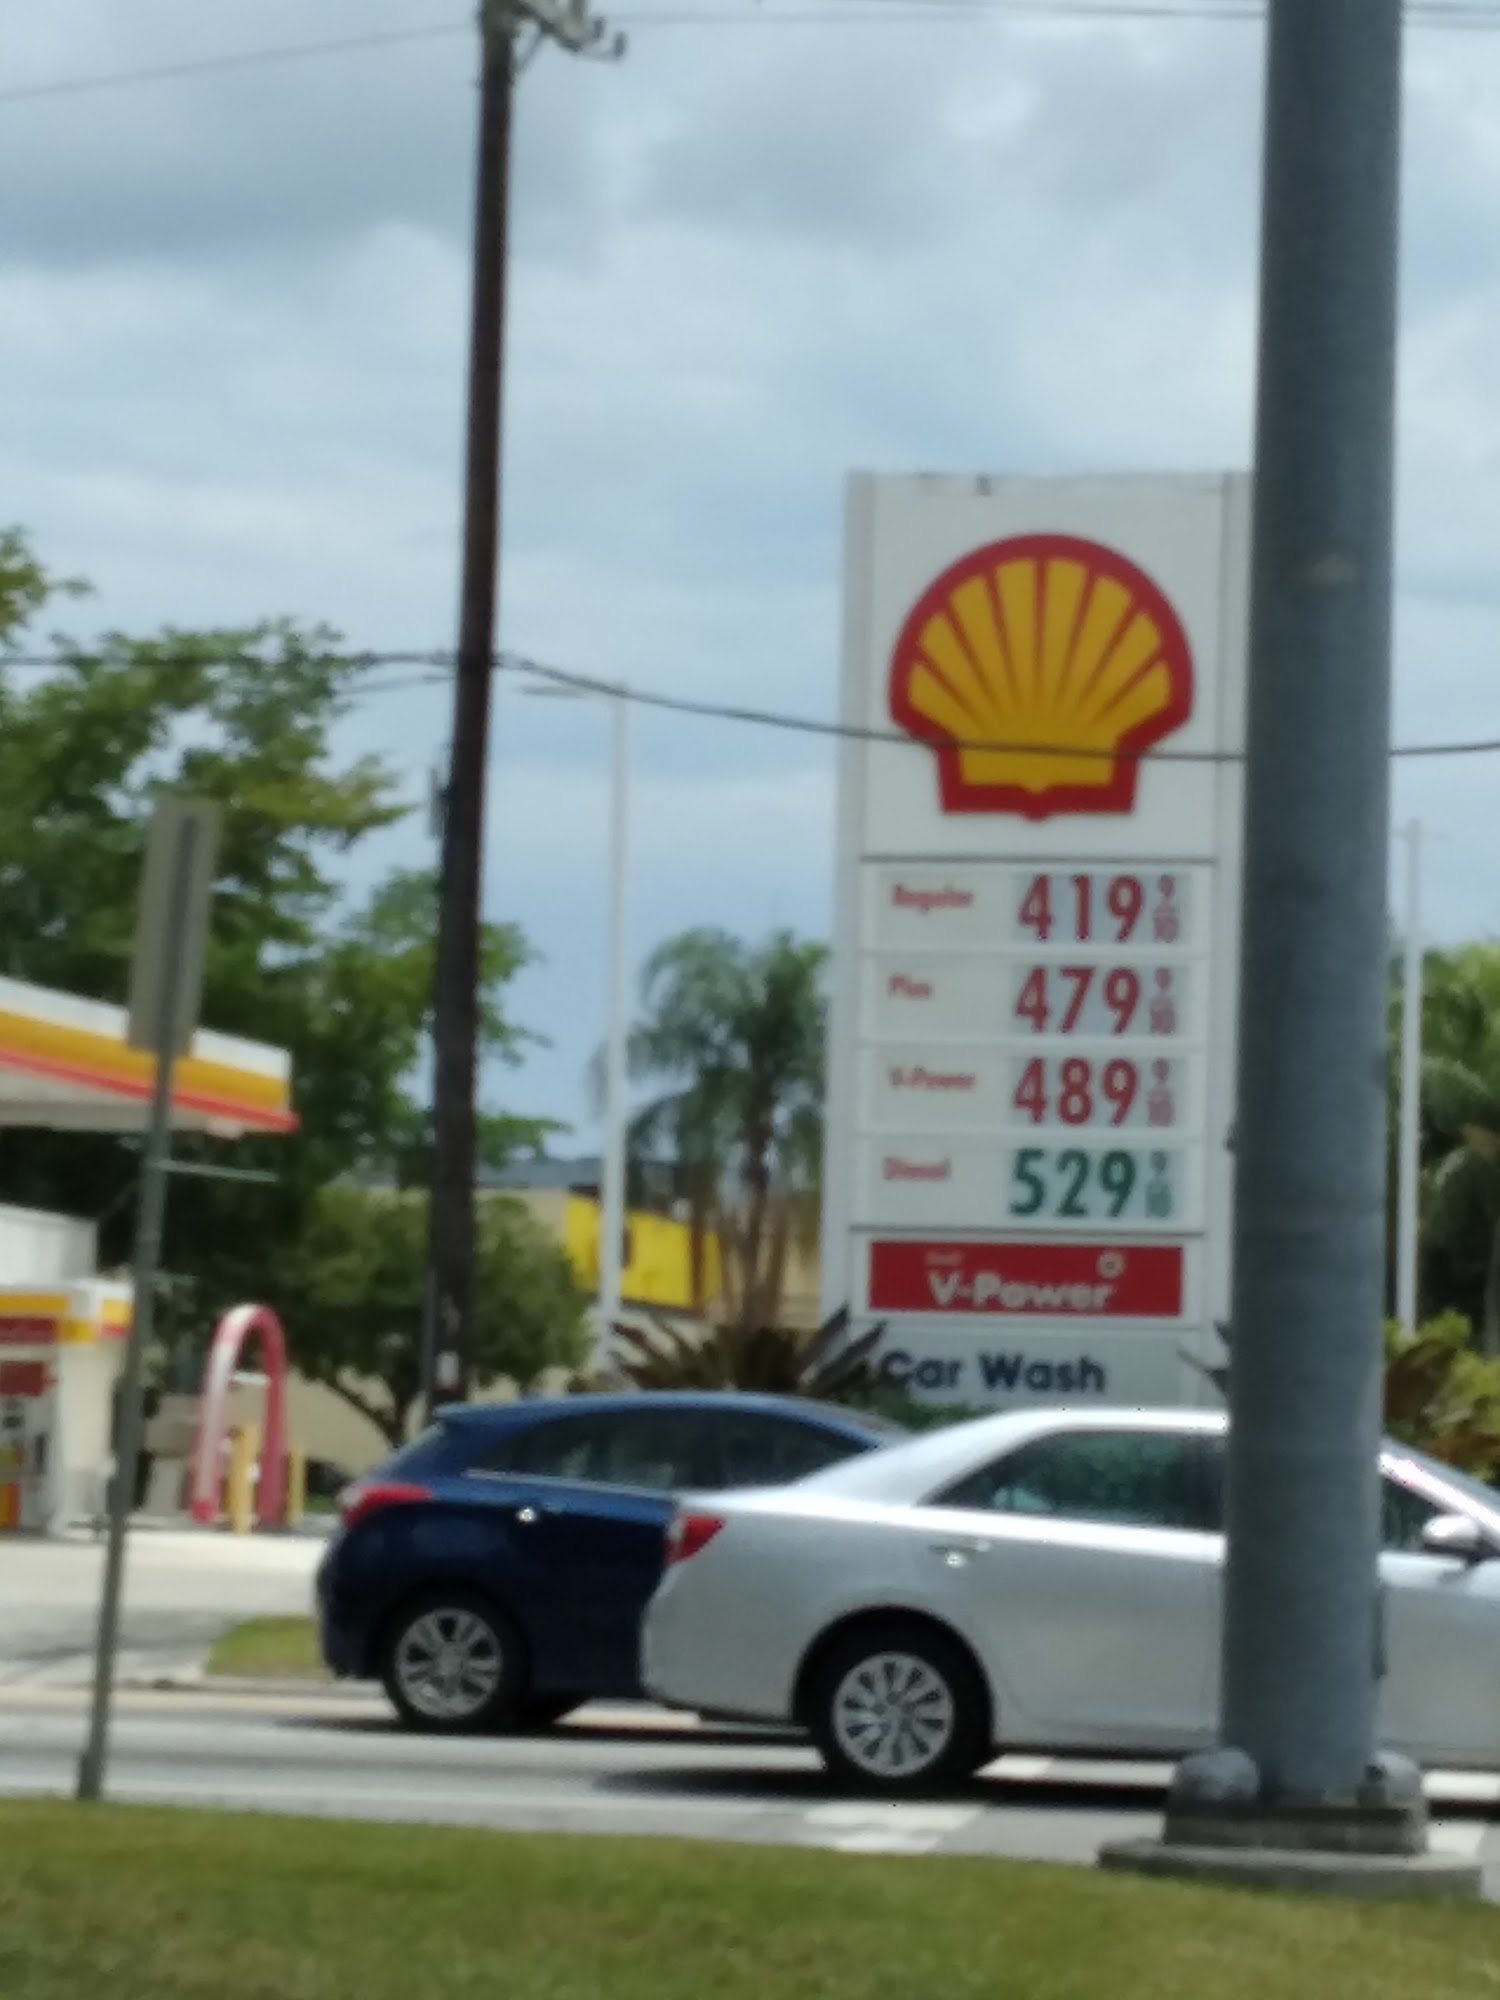 Regular 419 9/10
Plus 479 9/10
V-Power 489 9/10
Diesel 529 9/10
Shell
V-Power
Car Wash